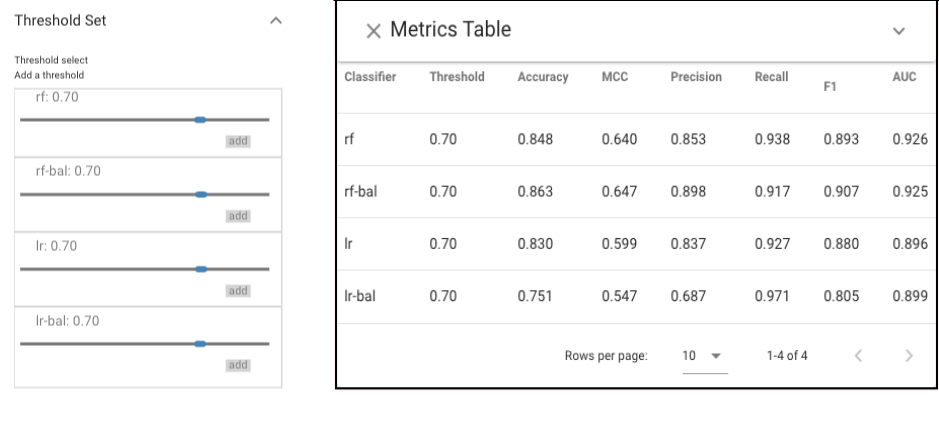 Threshold Set
Threshold select
Add a threshold
rf: 0.70
add
rf-bal: 0.70
add
lr: 0.70
add
lr-bal: 0.70
add
Metrics Table
Classifier Threshold Accuracy MCC Precision Recall F1 AUC
rf 0.70 0.848 0.640 0.853 0.938 0.893 0.926
rf-bal 0.70 0.863 0.647 0.898 0.917 0.907 0.925
lr 0.70 0.830 0.599 0.837 0.927 0.880 0.896
lr-bal 0.70 0.751 0.547 0.687 0.971 0.805 0.899
Rows per page: 10 1-4 of 4